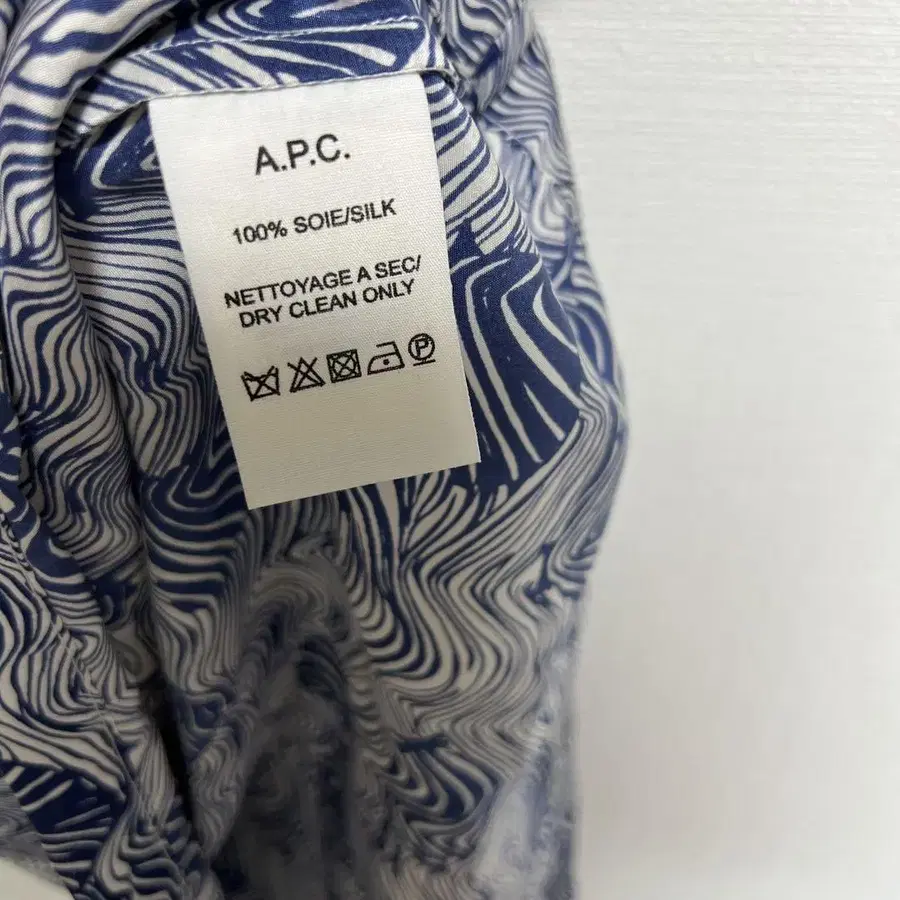 A.P.C.
100% SOIE/SILK
NETTOYAGE A SEC/
DRY CLEAN ONLY
P